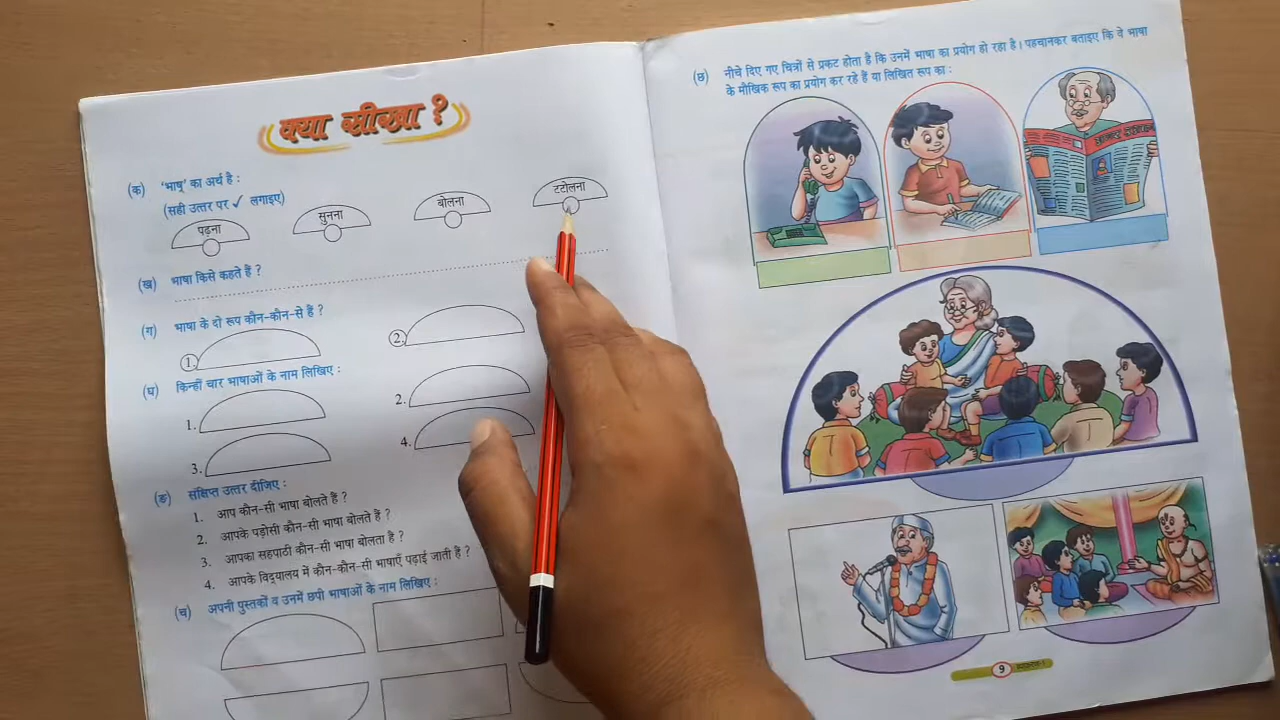 क्या सीखा ?
(क) 'भाष्' का अर्थ है :
(सही उत्तर पर ✓ लगाइए)
पढ़ना
सुनना
बोलना
टटोलना
(ख) भाषा किसे कहते हैं ?
(ग) भाषा के दो रूप कौन-कौन-से हैं ?
1.
2.
(घ) किन्हीं चार भाषाओं के नाम लिखिए :
1.
2.
3.
4.
(ङ) संक्षिप्त उत्तर दीजिए :
1. आप कौन-सी भाषा बोलते हैं ?
2. आपके पड़ोसी कौन-सी भाषा बोलते हैं ?
3. आपका सहपाठी कौन-सी भाषा बोलता है ?
4. आपके विद्यालय में कौन-कौन-सी भाषाएँ पढ़ाई जाती हैं ?
(च) अपनी पुस्तकों व उनमें छपी भाषाओं के नाम लिखिए :
(छ) नीचे दिए गए चित्रों से प्रकट होता है कि उनमें भाषा का प्रयोग हो रहा है। पहचानकर बताइए कि वे भाषा
के मौखिक रूप का प्रयोग कर रहे हैं या लिखित रूप का :
9